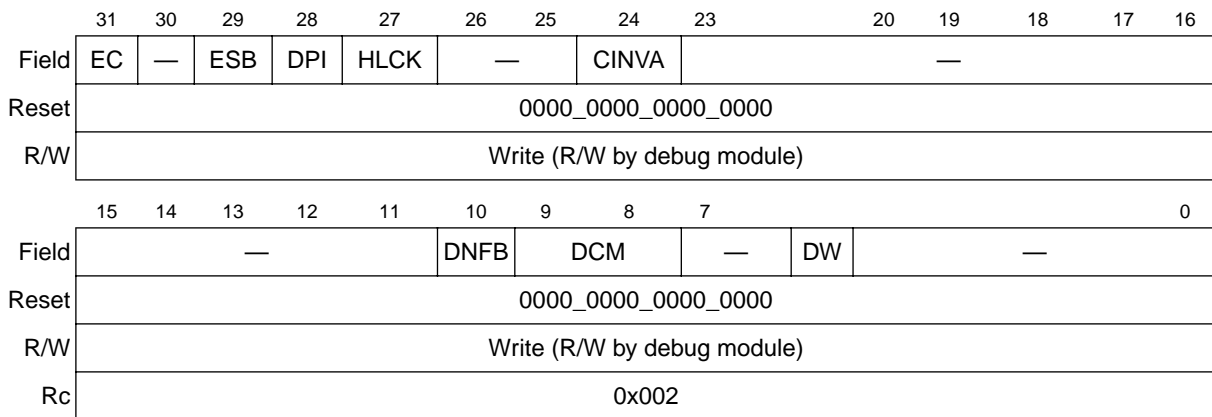 31 30 29 28 27 26 25 24 23 20 19 18 17 16
Field EC — ESB DPI HLCK — CINVA —
Reset 0000_0000_0000_0000
R/W Write (R/W by debug module)
15 14 13 12 11 10 9 8 7 0
Field — DNFB DCM — DW —
Reset 0000_0000_0000_0000
R/W Write (R/W by debug module)
Rc 0x002